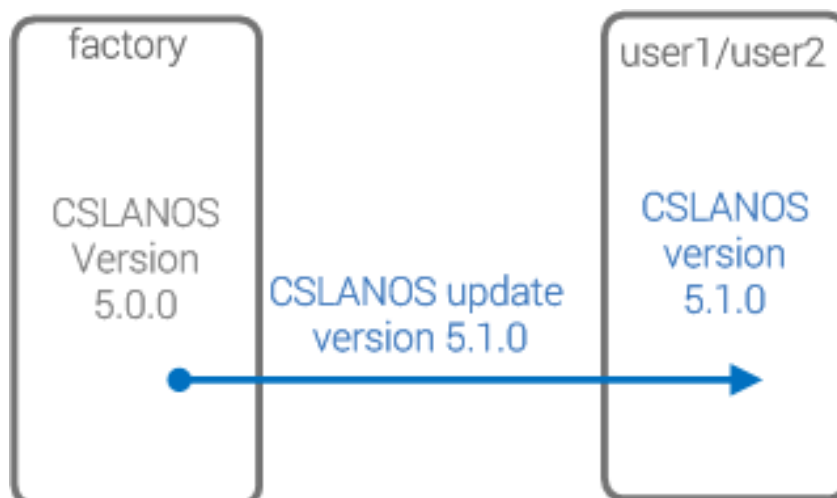 factory
CSLANOS
Version
5.0.0
CSLANOS update
version 5.1.0
user1/user2
CSLANOS
version
5.1.0